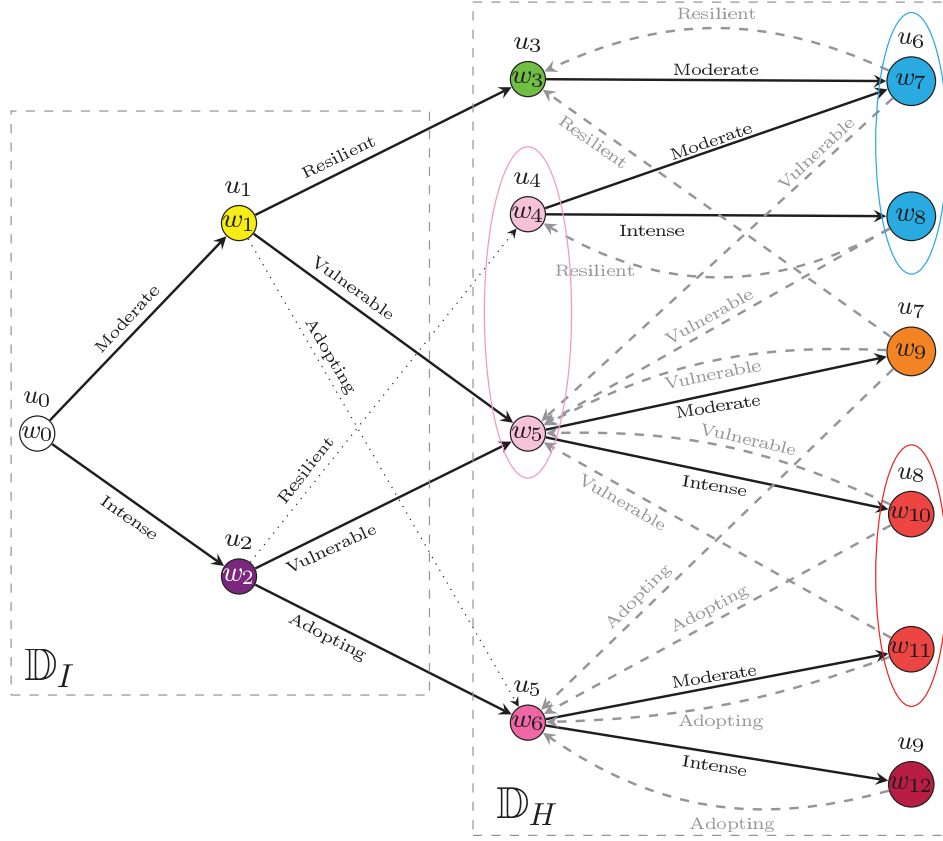 Resilient
u3
w3
Moderate
u6
w7
Resilient
Resilient
Moderate
Vulnerable
u1
w1
u4
w4
Intense
w8
Resilient
Vulnerable
Vulnerable
Moderate
Adopting
u7
w9
Vulnerable
Moderate
u0
w0
Resilient
w5
Vulnerable
Intense
u8
w10
Intense
Vulnerable
u2
w2
Vulnerable
Adopting
Adopting
Adopting
w11
𝔻I
u5
w6
Moderate
Adopting
Intense
u9
w12
𝔻H
Adopting